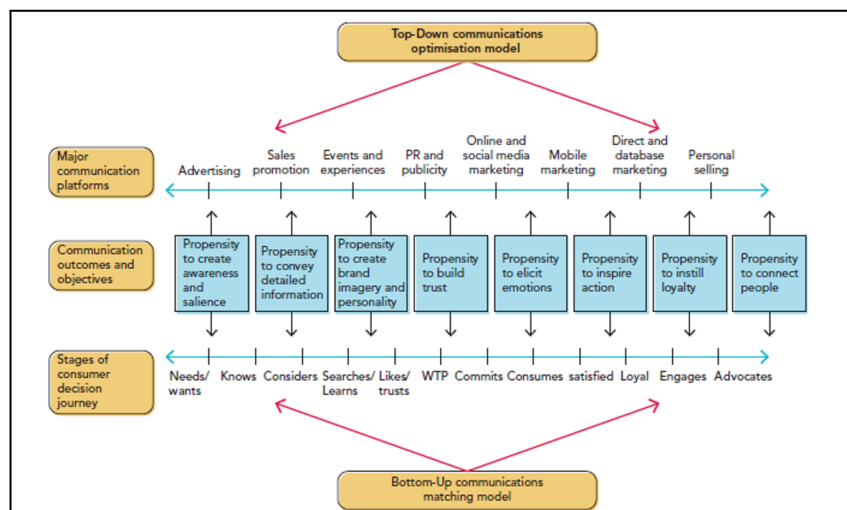 Top-Down communications
optimisation model
Major
communication
platforms
Advertising
Sales
promotion
Events and
experiences
PR and
publicity
Online and
social media
marketing
Mobile
marketing
Direct and
database
marketing
Personal
selling
Communication
outcomes and
objectives
Propensity
to create
awareness
and
salience
Propensity
to convey
detailed
information
Propensity
to create
brand
imagery and
personality
Propensity
to build
trust
Propensity
to elicit
emotions
Propensity
to inspire
action
Propensity
to instill
loyalty
Propensity
to connect
people
Stages of
consumer
decision
journey
Needs/
wants
Knows
Considers
Searches/
Learns
Likes/
trusts
WTP
Commits
Consumes
satisfied
Loyal
Engages
Advocates
Bottom-Up communications
matching model